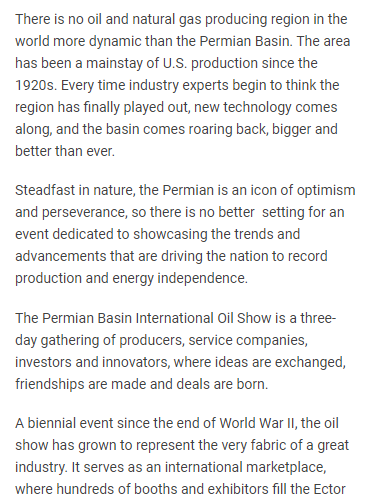 There is no oil and natural gas producing region in the
world more dynamic than the Permian Basin. The area
has been a mainstay of U.S. production since the
1920s. Every time industry experts begin to think the
region has finally played out, new technology comes
along, and the basin comes roaring back, bigger and
better than ever.
Steadfast in nature, the Permian is an icon of optimism
and perseverance, so there is no better  setting for an
event dedicated to showcasing the trends and
advancements that are driving the nation to record
production and energy independence.
The Permian Basin International Oil Show is a three-
day gathering of producers, service companies,
investors and innovators, where ideas are exchanged,
friendships are made and deals are born.
A biennial event since the end of World War II, the oil
show has grown to represent the very fabric of a great
industry. It serves as an international marketplace,
where hundreds of booths and exhibitors fill the Ector